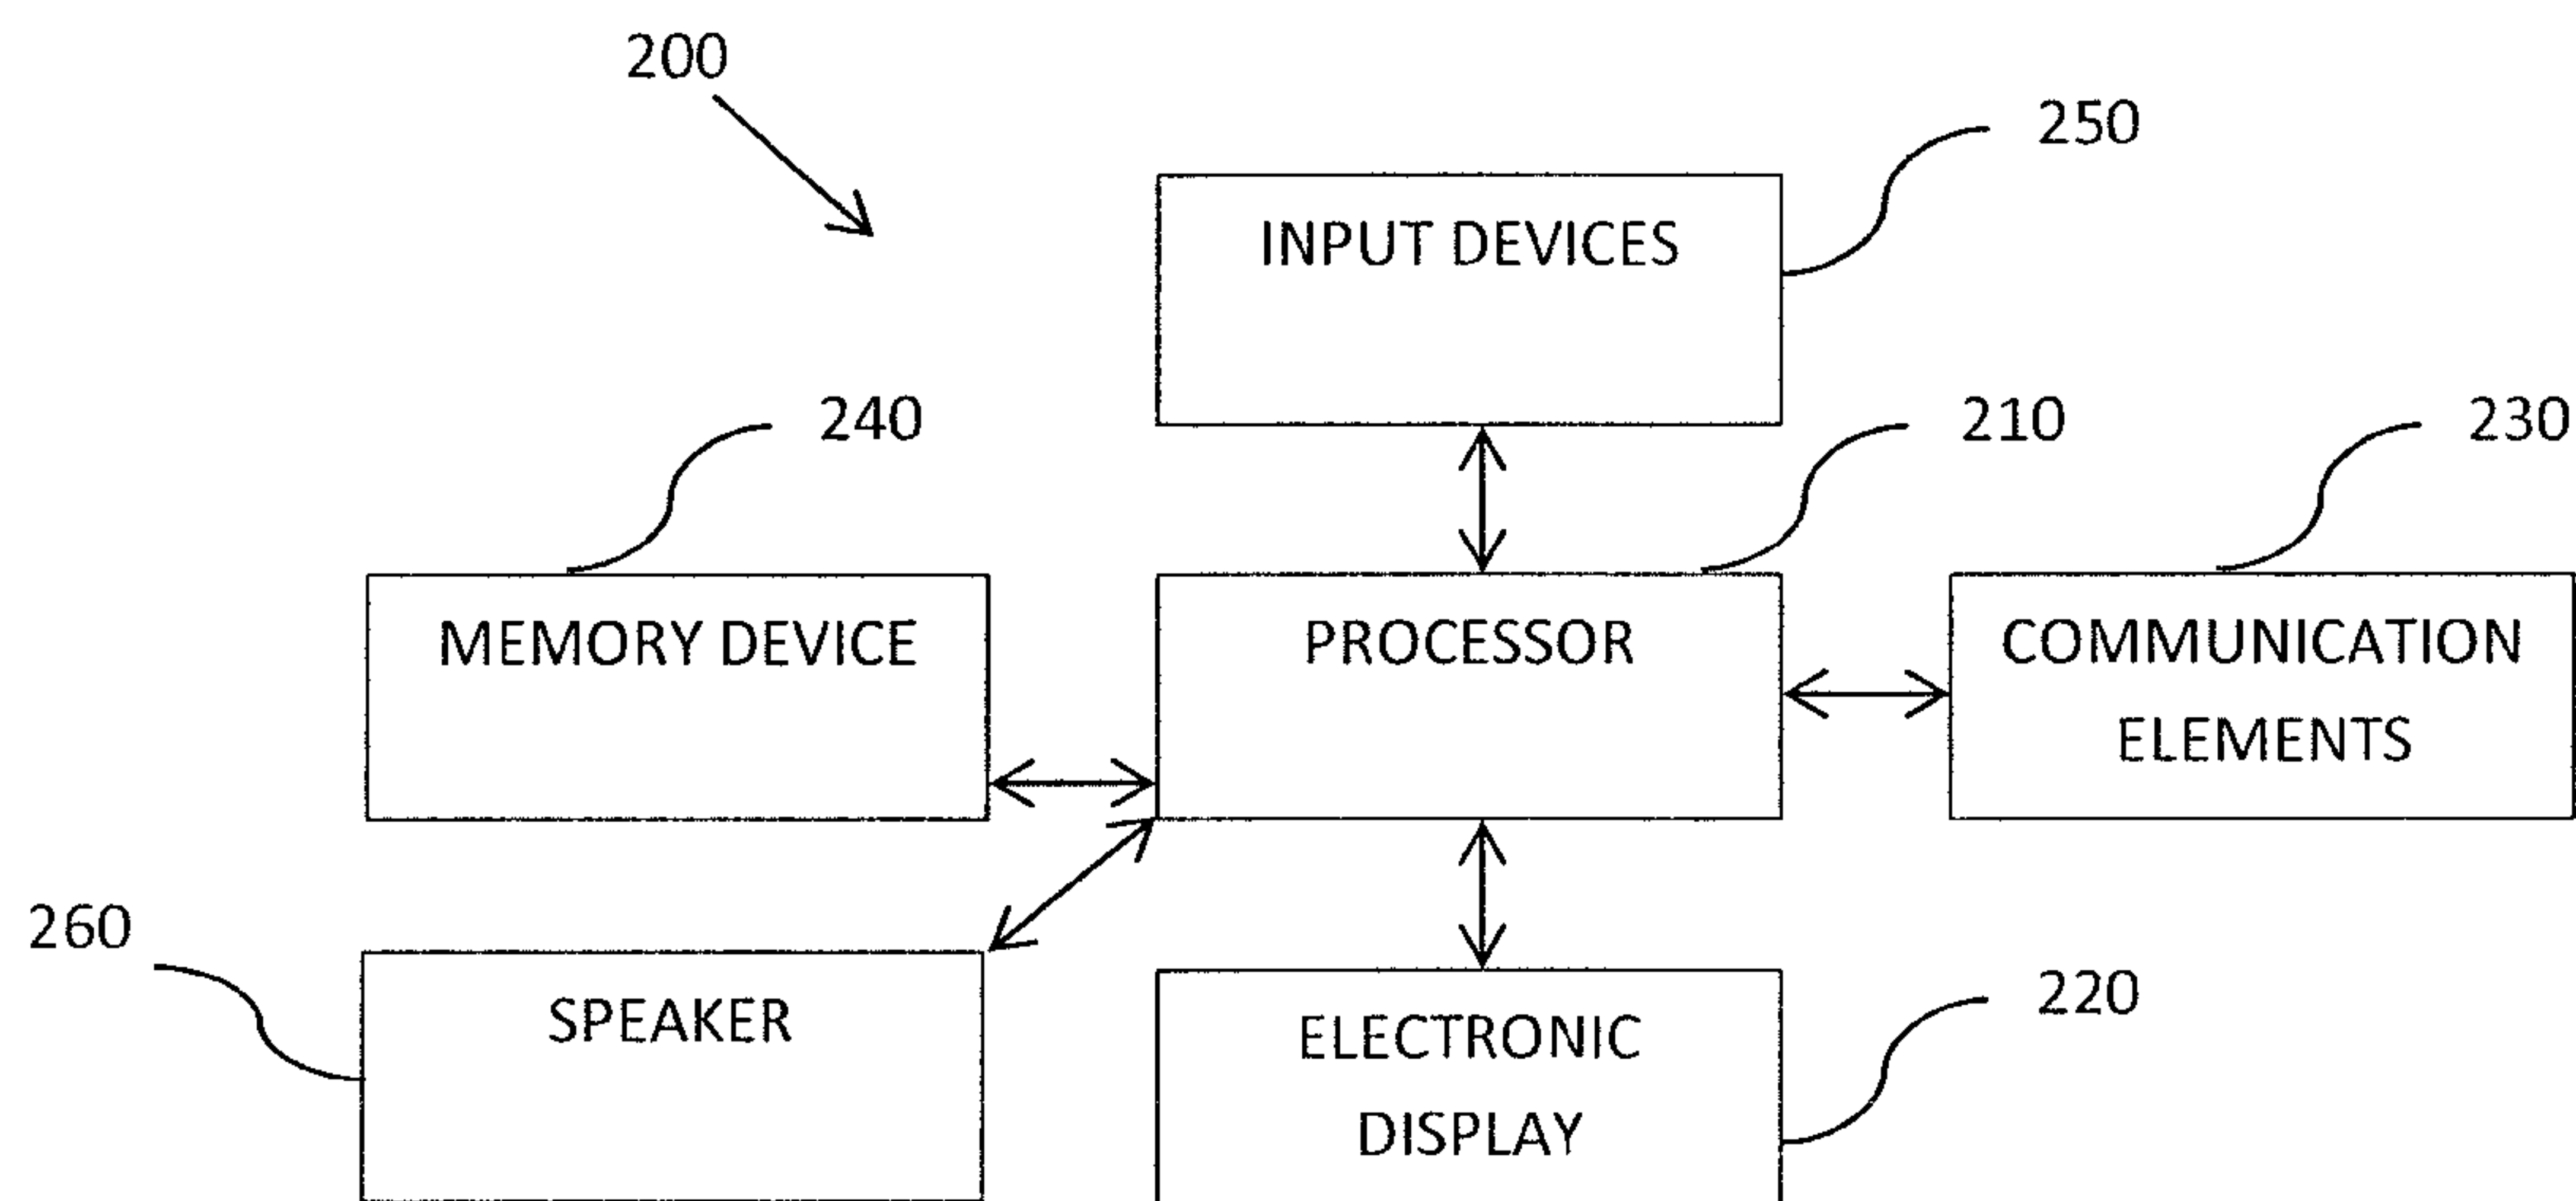 200
250
INPUT DEVICES
240
210
230
MEMORY DEVICE
PROCESSOR
COMMUNICATION
ELEMENTS
260
SPEAKER
220
ELECTRONIC
DISPLAY